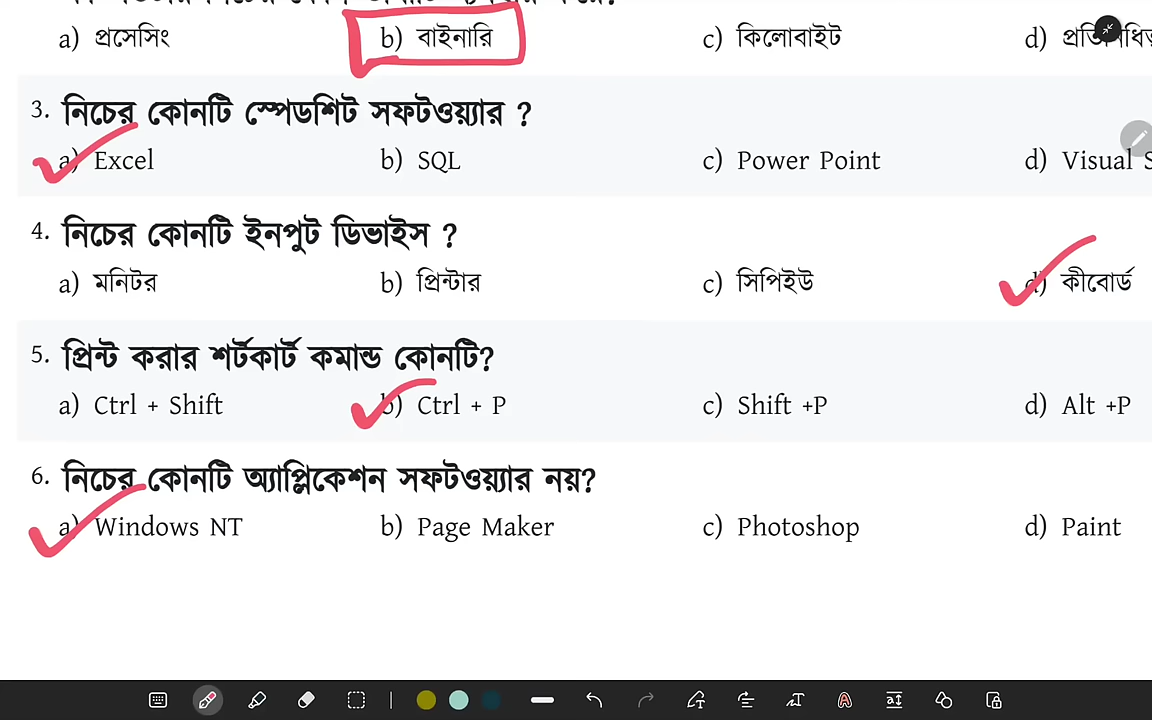 a) প্রসেসিং b) বাইনারি c) কিলোবাইট
3. নিচের কোনটি স্পেডশিট সফটওয়্যার ?
a) Excel b) SQL c) Power Point d) Visual
4. নিচের কোনটি ইনপুট ডিভাইস ?
a) মনিটর b) প্রিন্টার c) সিপিইউ d) কীবোর্ড
5. প্রিন্ট করার শর্টকার্ট কমান্ড কোনটি?
a) Ctrl + Shift b) Ctrl + P c) Shift +P d) Alt +P
6. নিচের কোনটি অ্যাপ্লিকেশন সফটওয়্যার নয়?
a) Windows NT b) Page Maker c) Photoshop d) Paint